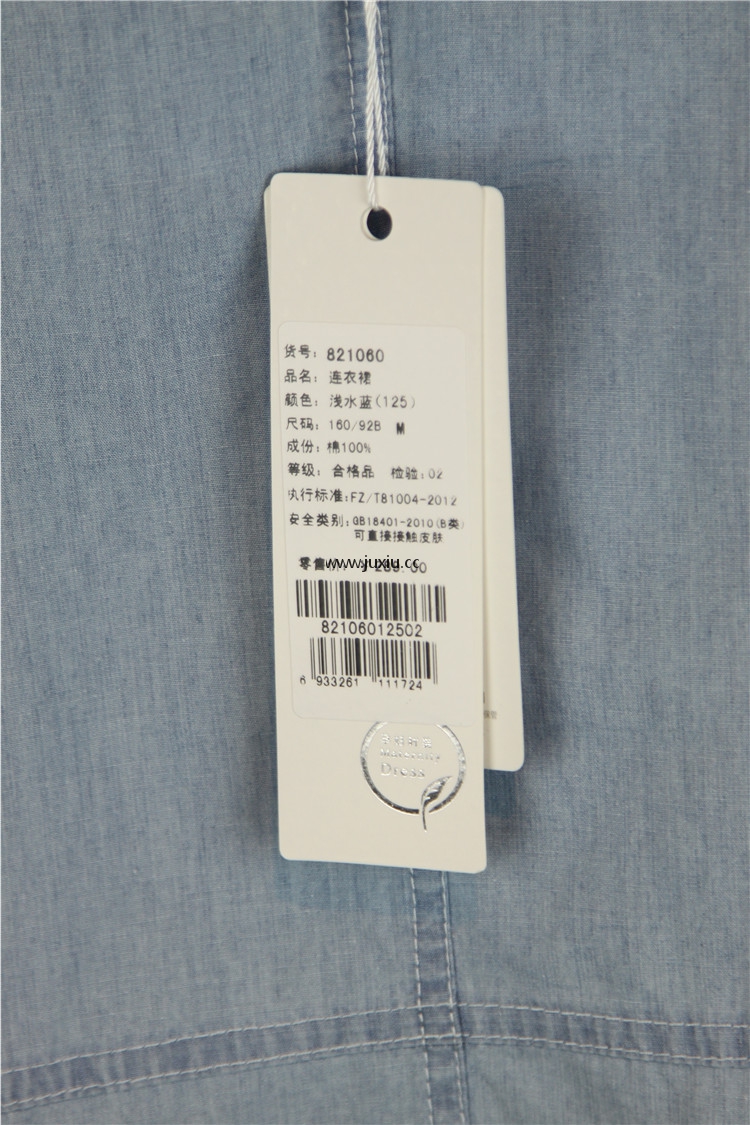 货号: 821060
品名: 连衣裙
颜色: 浅水蓝(125)
尺码: 160/92B M
成份: 棉100%
等级: 合格品 检验: 02
执行标准:FZ/T81004-2012
安全类别:GB18401-2010(B类)
可直接接触皮肤
零售
www.juxiu.cc
82106012502
6 933261 111724
Maternity
Dress